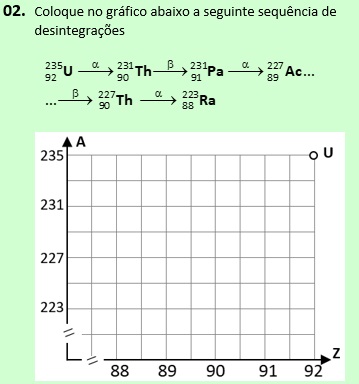 02. Coloque no gráfico abaixo a seguinte sequência de
desintegrações
²³⁵₉₂U —α→ ²³¹₉₀Th —β→ ²³¹₉₁Pa —α→ ²²⁷₈₉Ac...
... —β→ ²²⁷₉₀Th —α→ ²²³₈₈Ra
A
235
U
231
227
223
Z
88 89 90 91 92